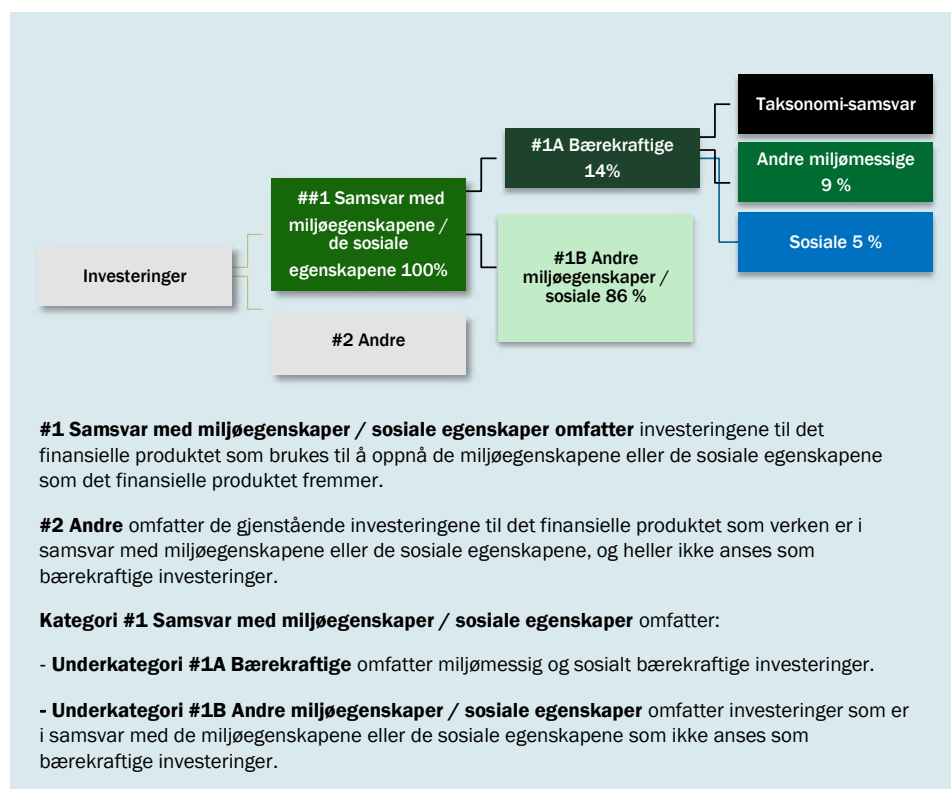 Taksonomi-samsvar
#1A Bærekraftige
14%
Andre miljømessige
9 %
##1 Samsvar med
miljøegenskapene /
de sosiale
egenskapene 100%
Sosiale 5 %
#1B Andre
miljøegenskaper /
sosiale 86 %
Investeringer
#2 Andre
#1 Samsvar med miljøegenskaper / sosiale egenskaper omfatter investeringene til det
finansielle produktet som brukes til å oppnå de miljøegenskapene eller de sosiale egenskapene
som det finansielle produktet fremmer.
#2 Andre omfatter de gjenstående investeringene til det finansielle produktet som verken er i
samsvar med miljøegenskapene eller de sosiale egenskapene, og heller ikke anses som
bærekraftige investeringer.
Kategori #1 Samsvar med miljøegenskaper / sosiale egenskaper omfatter:
- Underkategori #1A Bærekraftige omfatter miljømessig og sosialt bærekraftige investeringer.
- Underkategori #1B Andre miljøegenskaper / sosiale egenskaper omfatter investeringer som er
i samsvar med de miljøegenskapene eller de sosiale egenskapene som ikke anses som
bærekraftige investeringer.